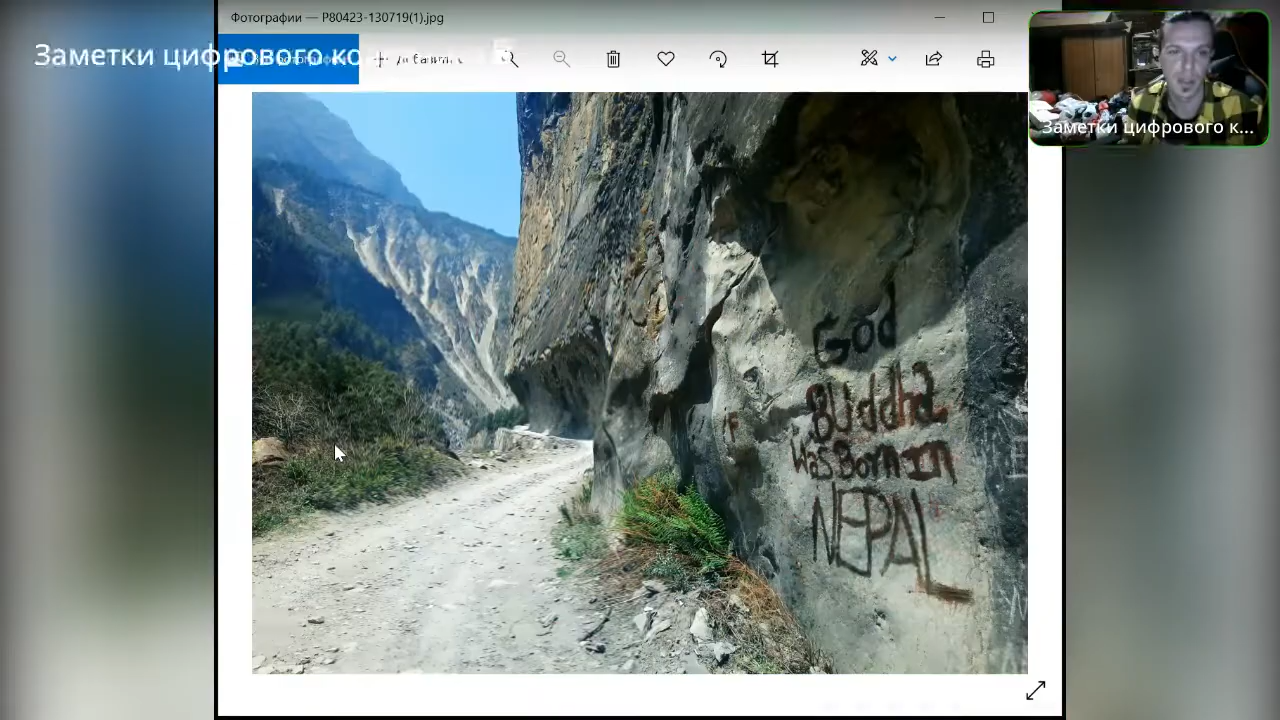 Фотографии — P80423-130719(1).jpg
Заметки цифрового ко
Заметки цифрового к...
God
Buddha
Was Born In
NEPAL